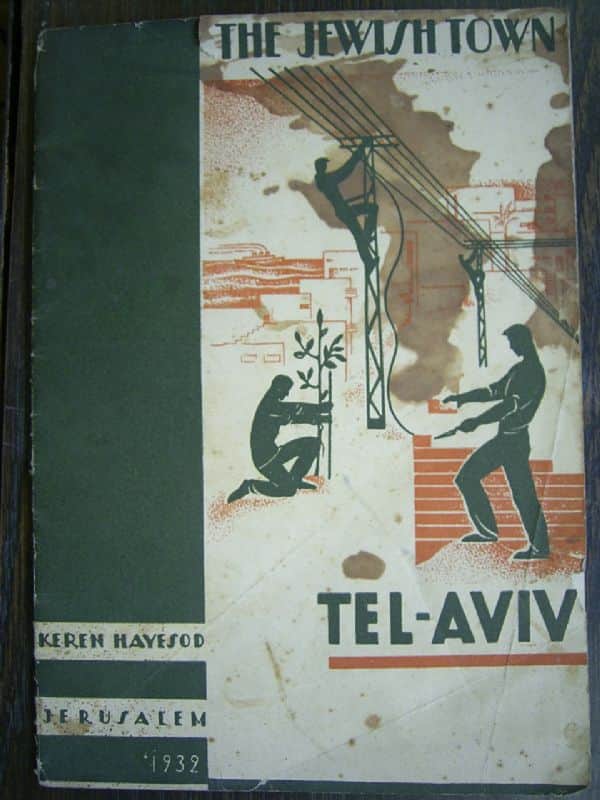 THE JEWISH TOWN
TEL-AVIV
KEREN HAYESOD
JERUSALEM
1932